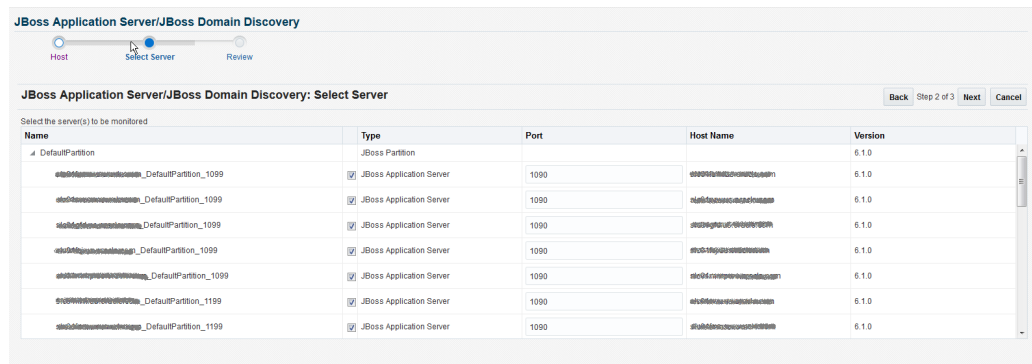 JBoss Application Server/JBoss Domain Discovery
Host Select Server Review
JBoss Application Server/JBoss Domain Discovery: Select Server Back Step 2 of 3 Next Cancel
Select the server(s) to be monitored
Name Type Port Host Name Version
DefaultPartition JBoss Partition 6.1.0
_DefaultPartition_1099 JBoss Application Server 1090 6.1.0
_DefaultPartition_1099 JBoss Application Server 1090 6.1.0
_DefaultPartition_1099 JBoss Application Server 1090 6.1.0
_DefaultPartition_1099 JBoss Application Server 1090 6.1.0
_DefaultPartition_1099 JBoss Application Server 1090 6.1.0
_DefaultPartition_1199 JBoss Application Server 1090 6.1.0
_DefaultPartition_1199 JBoss Application Server 1090 6.1.0